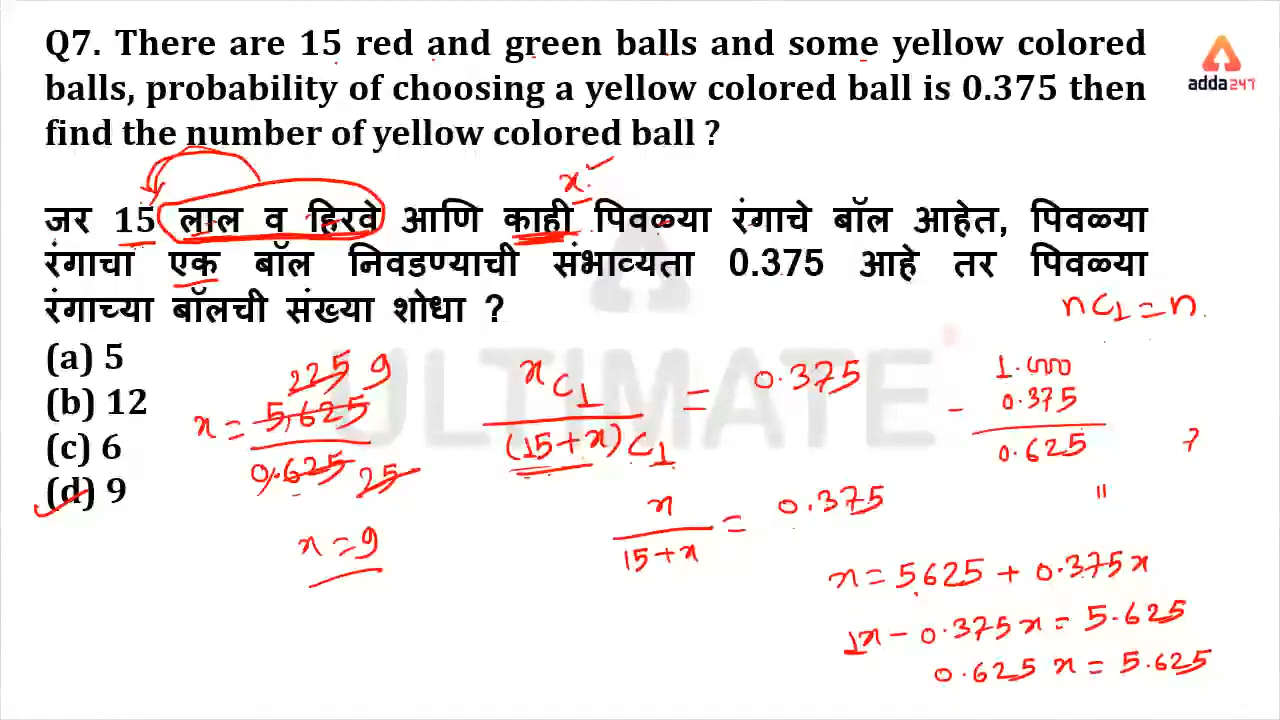 Q7. There are 15 red and green balls and some yellow colored
balls, probability of choosing a yellow colored ball is 0.375 then
find the number of yellow colored ball ?
adda247
x
जर 15 लाल व हिरवे आणि काही पिवळ्या रंगाचे बॉल आहेत, पिवळ्या
रंगाचा एक बॉल निवडण्याची संभाव्यता 0.375 आहे तर पिवळ्या
रंगाच्या बॉलची संख्या शोधा ?
nC1 = n
(a) 5
(b) 12
(c) 6
(d) 9
ULTIMATE
225 9
x = 5.625
0.625 25
x = 9
xC1 = 0.375
(15+x)C1
x = 0.375
15+x
1.000
- 0.375
0.625
x = 5.625 + 0.375x
1x - 0.375x = 5.625
0.625x = 5.625